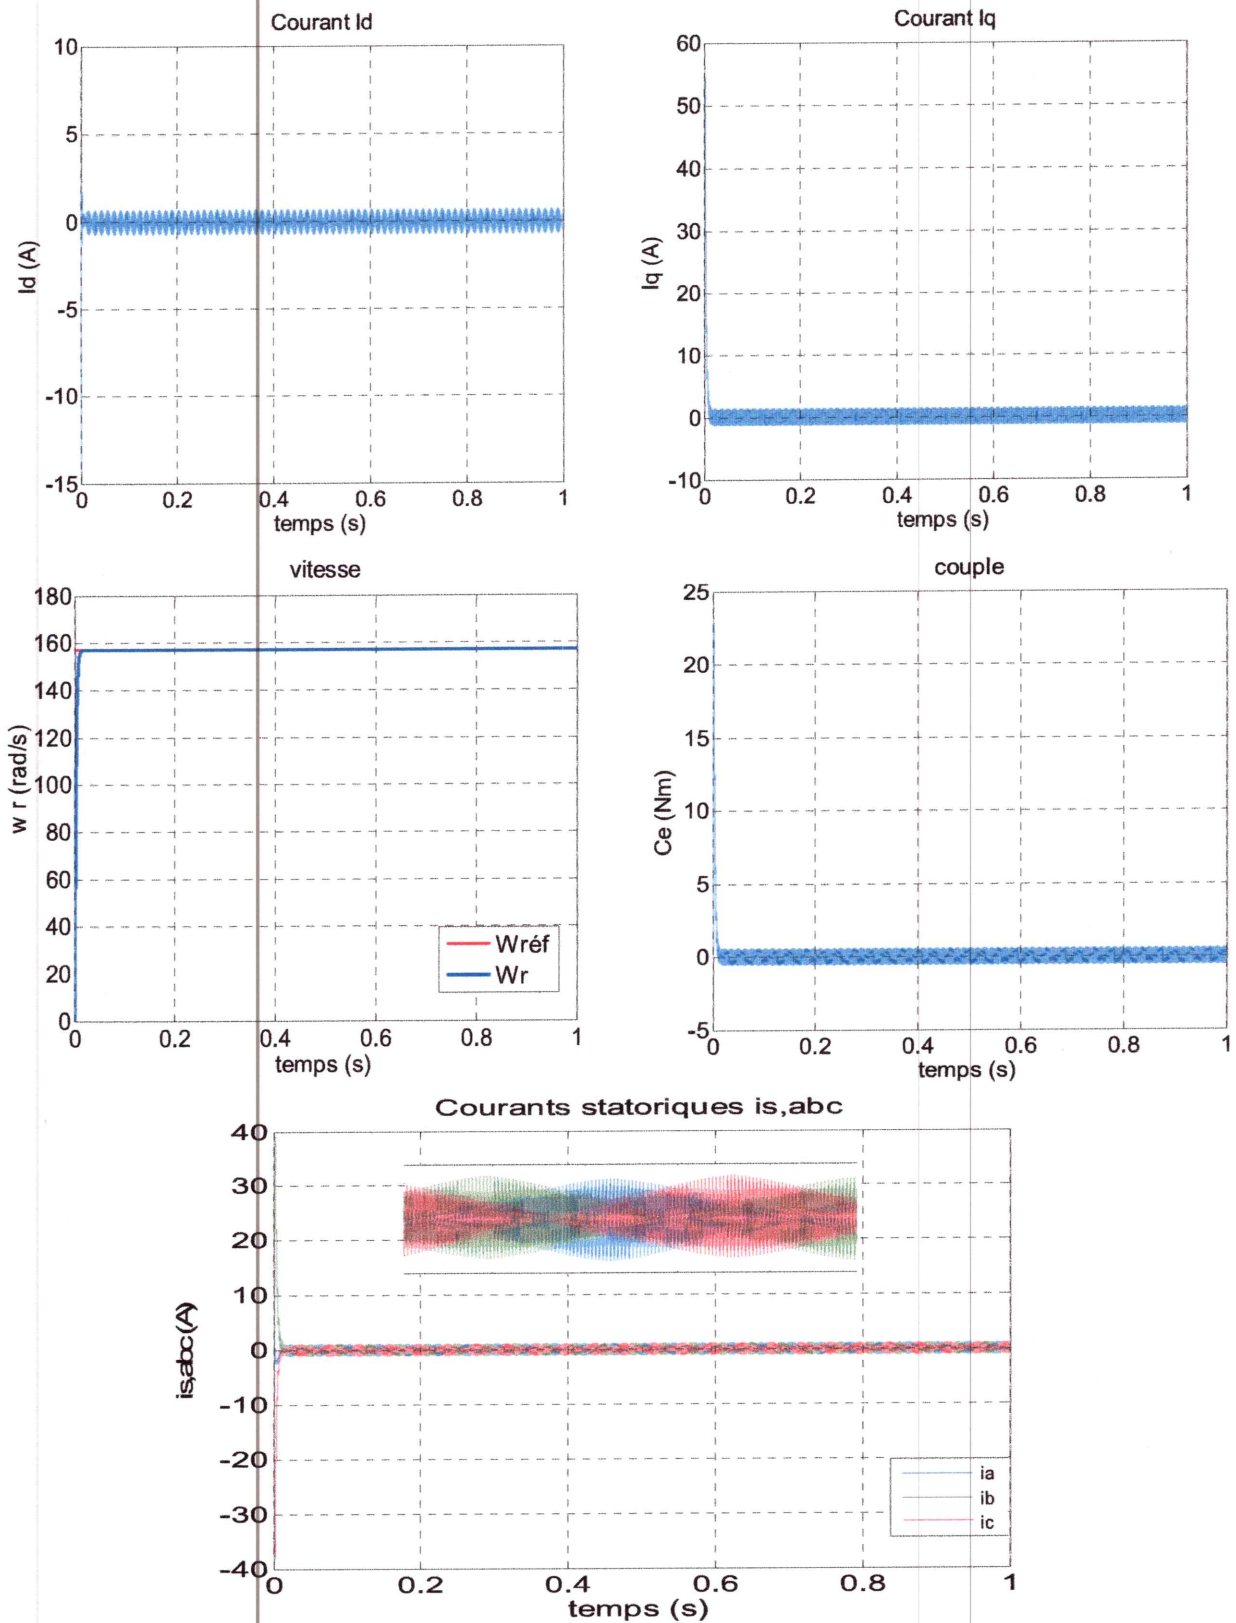 Courant Id
10
5
0
-5
-10
-15
Id (A)
0 0.2 0.4 0.6 0.8 1
temps (s)
Courant Iq
60
50
40
30
20
10
0
-10
Iq (A)
0 0.2 0.4 0.6 0.8 1
temps (s)
vitesse
180
160
140
120
100
80
60
40
20
0
w r (rad/s)
Wréf
Wr
0 0.2 0.4 0.6 0.8 1
temps (s)
couple
25
20
15
10
5
0
-5
Ce (Nm)
0 0.2 0.4 0.6 0.8 1
temps (s)
Courants statoriques is,abc
40
30
20
10
0
-10
-20
-30
-40
is,abc(A)
ia
ib
ic
0 0.2 0.4 0.6 0.8 1
temps (s)